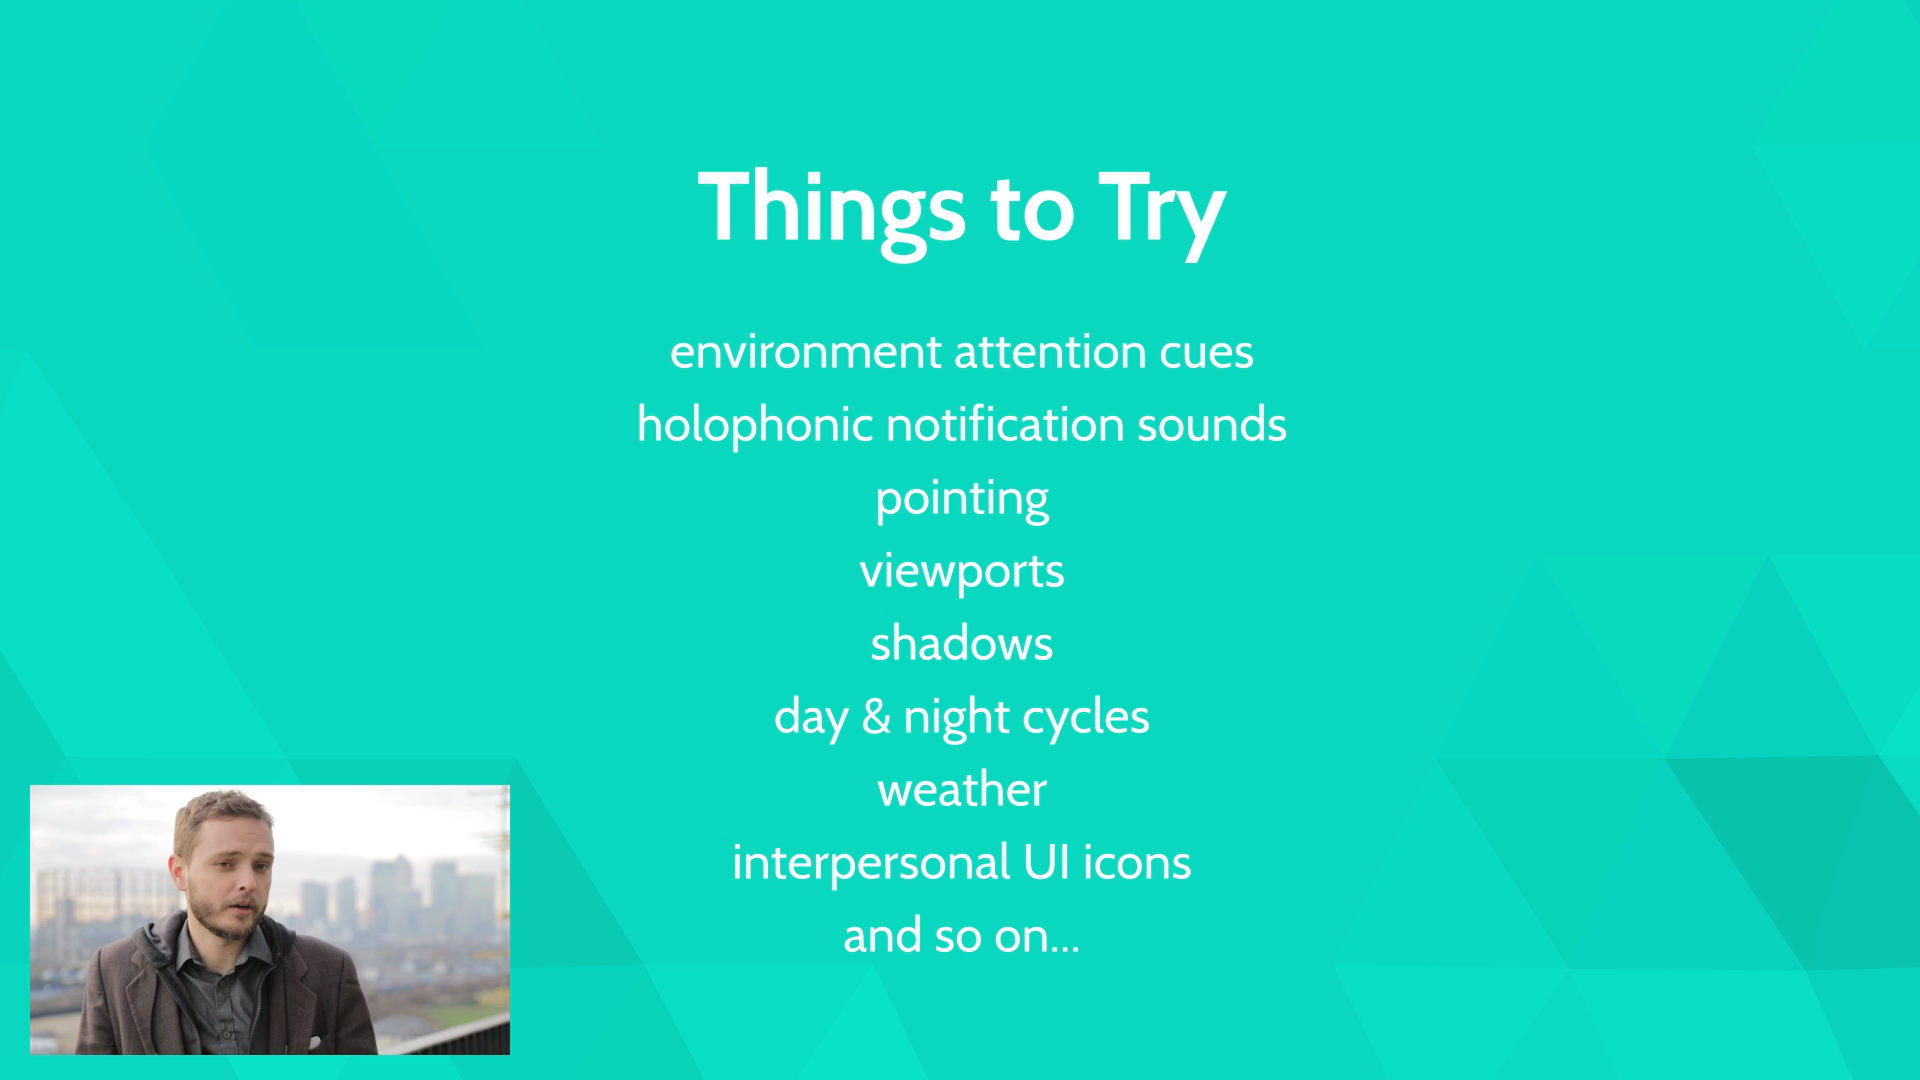 Things to Try
environment attention cues
holophonic notification sounds
pointing
viewports
shadows
day & night cycles
weather
interpersonal UI icons
and so on...